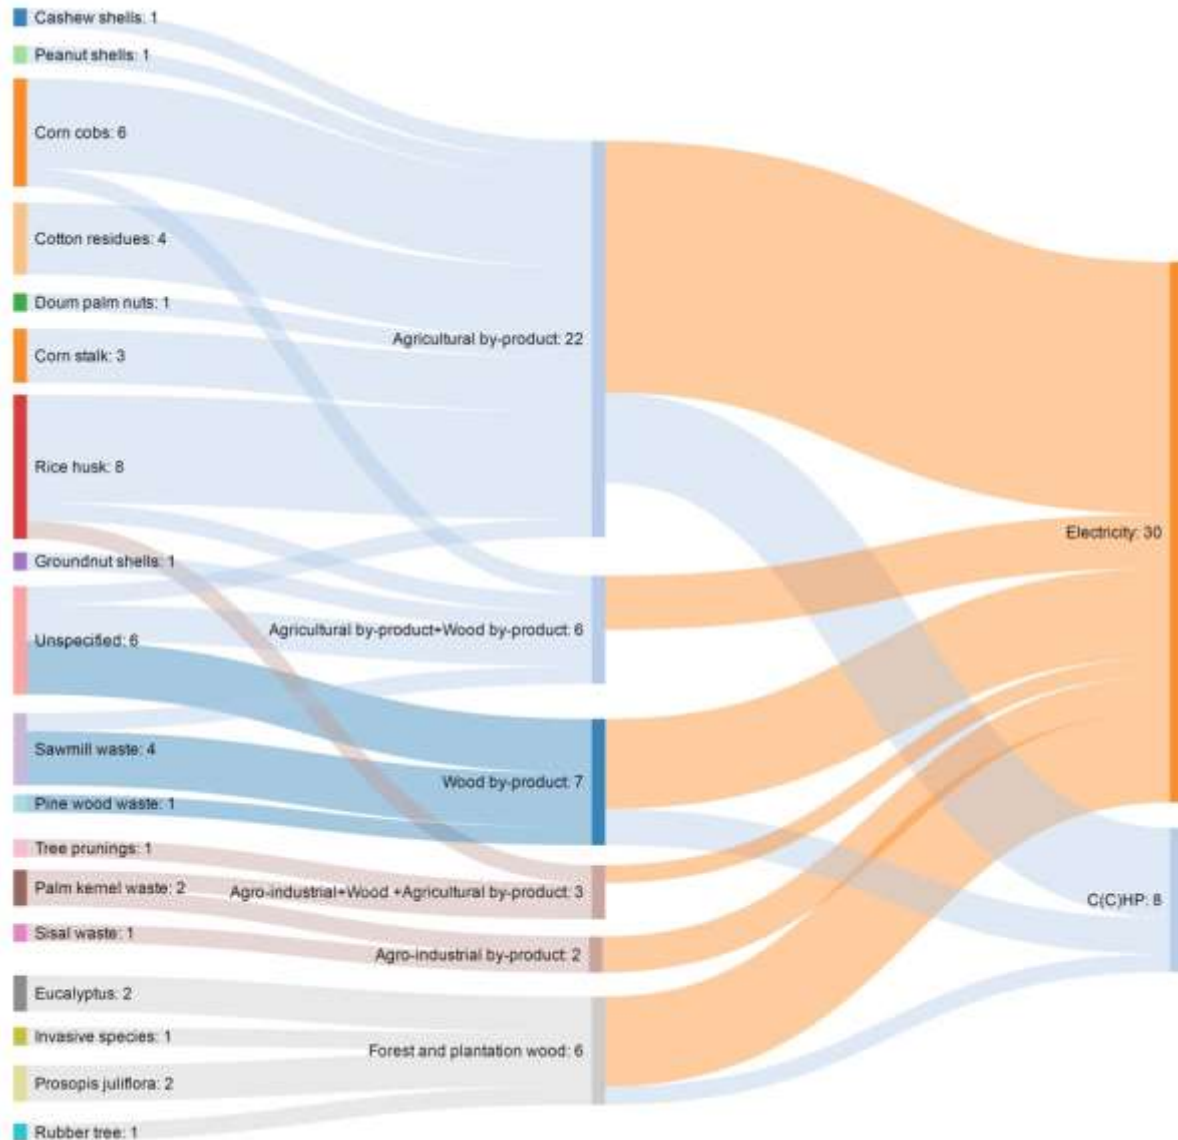 Cashew shells: 1
Peanut shells: 1
Corn cobs: 6
Cotton residues: 4
Doum palm nuts: 1
Corn stalk: 3
Rice husk: 8
Groundnut shells: 1
Unspecified: 6
Sawmill waste: 4
Pine wood waste: 1
Tree prunings: 1
Palm kernel waste: 2
Sisal waste: 1
Eucalyptus: 2
Invasive species: 1
Prosopis juliflora: 2
Rubber tree: 1
Agricultural by-product: 22
Agricultural by-product+Wood by-product: 6
Wood by-product: 7
Agro-industrial+Wood +Agricultural by-product: 3
Agro-industrial by-product: 2
Forest and plantation wood: 6
Electricity: 30
C(C)HP: 8